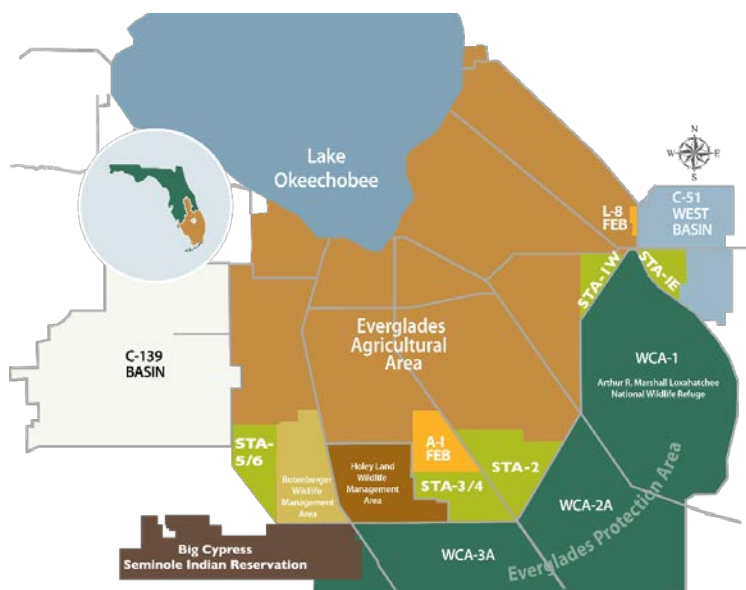 Lake
Okeechobee
N
W
E
S
L-8
FEB
C-51
WEST
BASIN
STA-1W
STA-1E
Everglades
Agricultural
Area
C-139
BASIN
WCA-1
Arthur R. Marshall Loxahatchee
National Wildlife Refuge
STA-
5/6
Rotenberger
Wildlife
Management
Area
Holey Land
Wildlife
Management
Area
A-1
FEB
STA-3/4
STA-2
WCA-2A
WCA-3A
Everglades Protection Area
Big Cypress
Seminole Indian Reservation